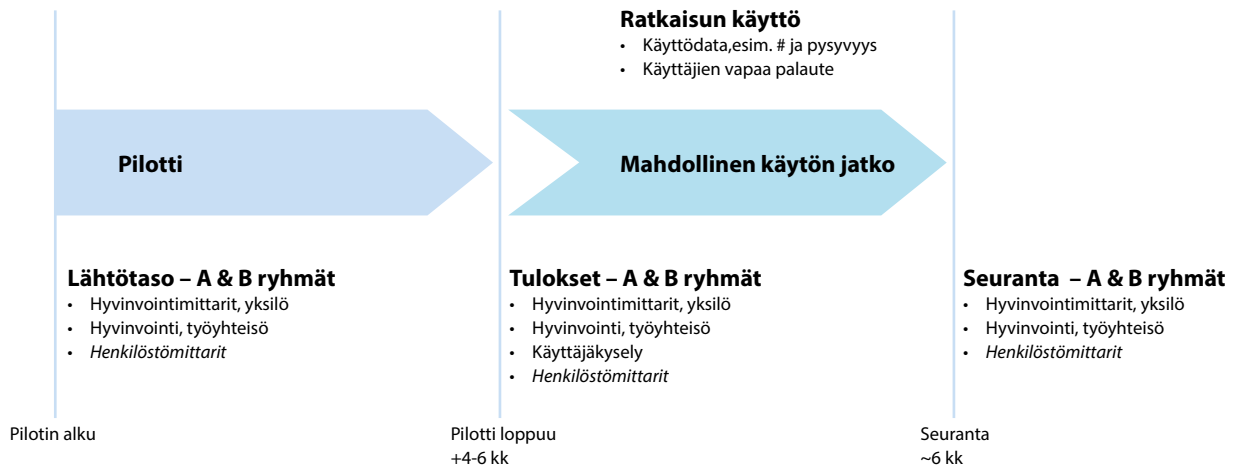 Ratkaisun käyttö
• Käyttödata,esim. # ja pysyvyys
• Käyttäjien vapaa palaute
Pilotti
Mahdollinen käytön jatko
Lähtötaso – A & B ryhmät
• Hyvinvointimittarit, yksilö
• Hyvinvointi, työyhteisö
• Henkilöstömittarit
Tulokset – A & B ryhmät
• Hyvinvointimittarit, yksilö
• Hyvinvointi, työyhteisö
• Käyttäjäkysely
• Henkilöstömittarit
Seuranta – A & B ryhmät
• Hyvinvointimittarit, yksilö
• Hyvinvointi, työyhteisö
• Henkilöstömittarit
Pilotin alku
Pilotti loppuu
+4-6 kk
Seuranta
~6 kk